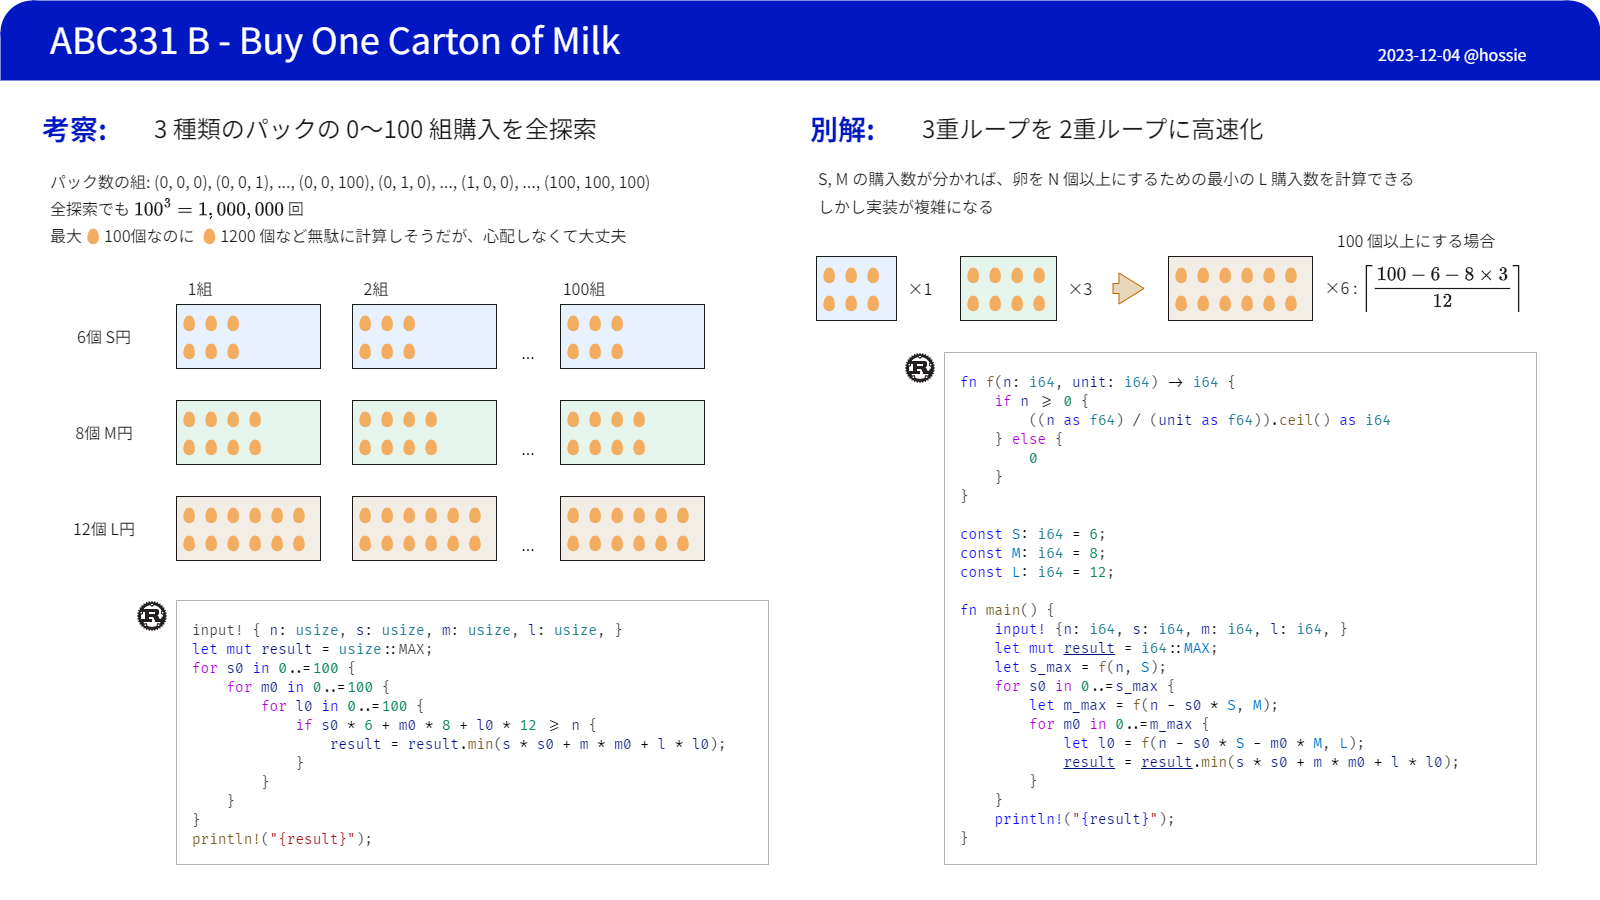 ABC331 B - Buy One Carton of Milk
2023-12-04 @hossie
考察: 3 種類のパックの 0～100 組購入を全探索
パック数の組: (0, 0, 0), (0, 0, 1), ..., (0, 0, 100), (0, 1, 0), ..., (1, 0, 0), ..., (100, 100, 100)
全探索でも 100³ = 1,000,000 回
最大 100個なのに 1200 個など無駄に計算しそうだが、心配しなくて大丈夫
1組 2組 100組
6個 S円 ...
8個 M円 ...
12個 L円 ...
R
input! { n: usize, s: usize, m: usize, l: usize, }
let mut result = usize::MAX;
for s0 in 0..=100 {
    for m0 in 0..=100 {
        for l0 in 0..=100 {
            if s0 * 6 + m0 * 8 + l0 * 12 >= n {
                result = result.min(s * s0 + m * m0 + l * l0);
            }
        }
    }
}
println!("{result}");
別解: 3重ループを 2重ループに高速化
S, M の購入数が分かれば、卵を N 個以上にするための最小の L 購入数を計算できる
しかし実装が複雑になる
100 個以上にする場合
×1 ×3 ×6 : ⌈(100 − 6 − 8 × 3) / 12⌉
R
fn f(n: i64, unit: i64) -> i64 {
    if n >= 0 {
        ((n as f64) / (unit as f64)).ceil() as i64
    } else {
        0
    }
}
const S: i64 = 6;
const M: i64 = 8;
const L: i64 = 12;
fn main() {
    input! {n: i64, s: i64, m: i64, l: i64, }
    let mut result = i64::MAX;
    let s_max = f(n, S);
    for s0 in 0..=s_max {
        let m_max = f(n - s0 * S, M);
        for m0 in 0..=m_max {
            let l0 = f(n - s0 * S - m0 * M, L);
            result = result.min(s * s0 + m * m0 + l * l0);
        }
    }
    println!("{result}");
}